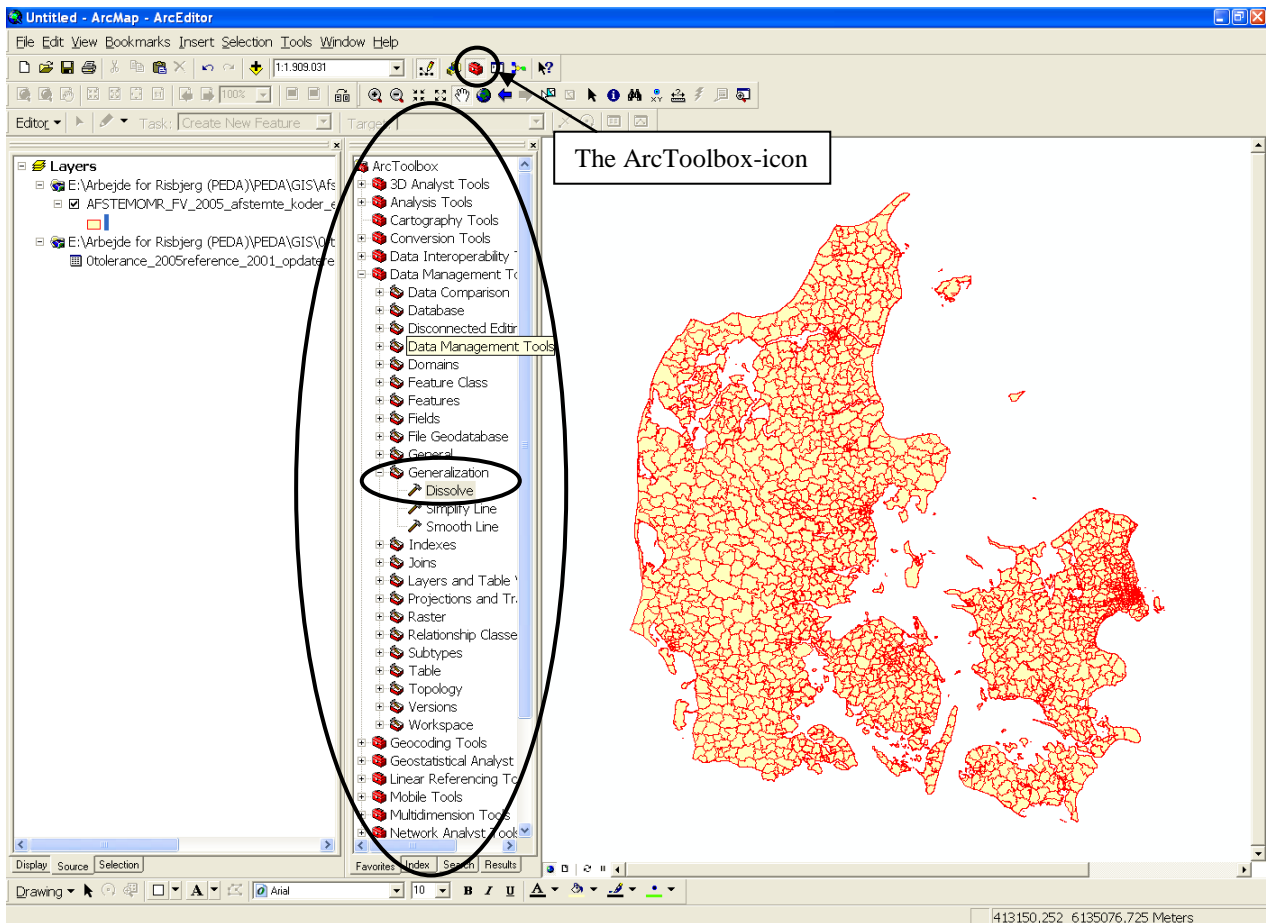 Untitled - ArcMap - ArcEditor
File Edit View Bookmarks Insert Selection Tools Window Help
1:1.909.031
100%
Editor Task: Create New Feature Target:
The ArcToolbox-icon
Layers
E:\Arbejde for Risbjerg (PEDA)\PEDA\GIS\Afs
AFSTEMOMR_FV_2005_afstemte_koder_e
E:\Arbejde for Risbjerg (PEDA)\PEDA\GIS\0t
0tolerance_2005reference_2001_opdatere
ArcToolbox
3D Analyst Tools
Analysis Tools
Cartography Tools
Conversion Tools
Data Interoperability T
Data Management To
Data Comparison
Database
Disconnected Editin
Data Management Tools
Domains
Feature Class
Features
Fields
File Geodatabase
General
Generalization
Dissolve
Simplify Line
Smooth Line
Indexes
Joins
Layers and Table V
Projections and Tr
Raster
Relationship Classe
Subtypes
Table
Topology
Versions
Workspace
Geocoding Tools
Geostatistical Analyst
Linear Referencing To
Mobile Tools
Multidimension Tools
Network Analyst Tools
Display Source Selection
Favorites Index Search Results
Drawing A Arial 10 B I U A
413150,252 6135076,725 Meters